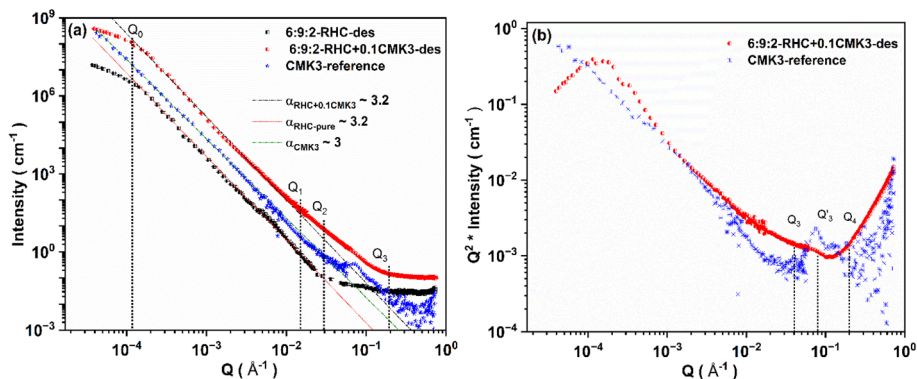 (a)
Q0
6:9:2-RHC-des
6:9:2-RHC+0.1CMK3-des
CMK3-reference
αRHC+0.1CMK3 ~ 3.2
αRHC-pure ~ 3.2
αCMK3 ~ 3
Q1
Q2
Q3
10^9
10^6
10^4
10^2
10^0
10^-3
Intensity ( cm-1)
10^-4
10^-3
10^-2
10^-1
10^0
Q (Å-1)
(b)
6:9:2-RHC+0.1CMK3-des
CMK3-reference
Q3
Q'3
Q4
10^0
10^-1
10^-2
10^-3
10^-4
Q2 * Intensity ( cm-1)
10^-4
10^-3
10^-2
10^-1
10^0
Q (Å-1)